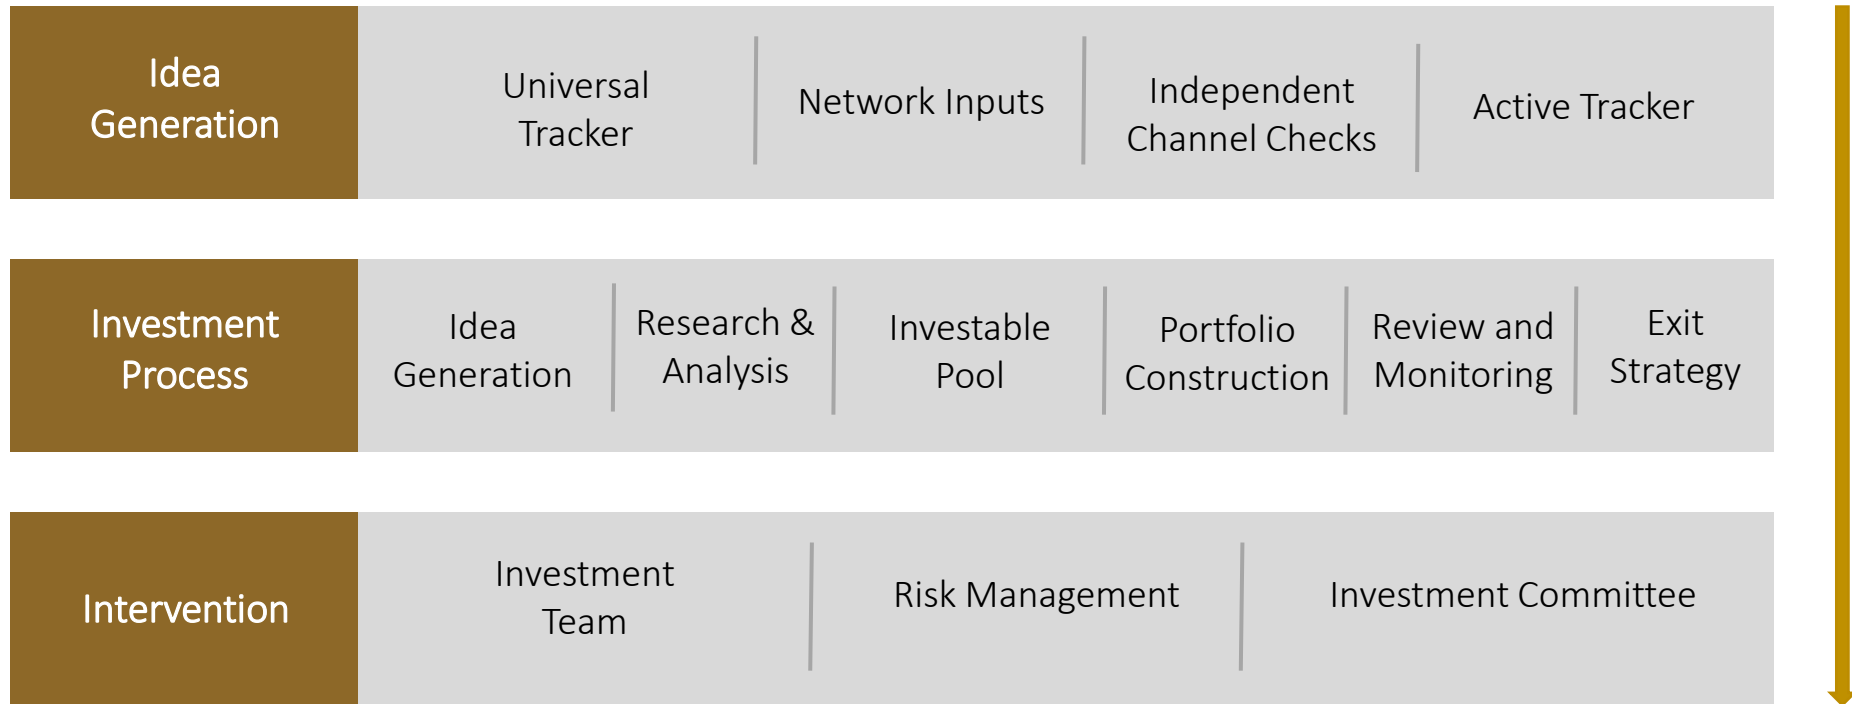 Idea
Generation
Universal
Tracker
Network Inputs
Independent
Channel Checks
Active Tracker
Investment
Process
Idea
Generation
Research &
Analysis
Investable
Pool
Portfolio
Construction
Review and
Monitoring
Exit
Strategy
Intervention
Investment
Team
Risk Management
Investment Committee